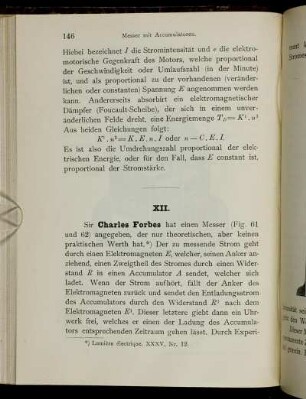 146 Messer mit Accumulatoren.
Hiebei bezeichnet I die Stromintensität und e die elektro-
motorische Gegenkraft des Motors, welche proportional
der Geschwindigkeit oder Umlaufszahl (in der Minute)
ist, und als proportional zu der vorhandenen (veränder-
lichen oder constanten) Spannung E angenommen werden
kann. Andererseits absorbirt ein elektromagnetischer
Dämpfer (Foucault-Scheibe), der sich in einem unver-
änderlichen Felde dreht, eine Energiemenge T_D = K¹. n²
Aus beiden Gleichungen folgt:
K¹. n² = K. E. n. I oder n = C. E. I.
Es ist also die Umdrehungszahl proportional der elek-
trischen Energie, oder für den Fall, dass E constant ist,
proportional der Stromstärke.
XII.
Sir Charles Forbes hat einen Messer (Fig. 61
und 62) angegeben, der nur theoretischen, aber keinen
praktischen Werth hat.*) Der zu messende Strom geht
durch einen Elektromagneten E, welcher, seinen Anker an-
ziehend, einen Zweigtheil des Stromes durch einen Wider-
stand R in einen Accumulator A sendet, welcher sich
ladet. Wenn der Strom aufhört, fällt der Anker des
Elektromagneten zurück und sendet den Entladungsstrom
des Accumulators durch den Widerstand R¹ nach dem
Elektromagneten E¹. Dieser letztere giebt dann ein Uhr-
werk frei, welches er einen der Ladung des Accumula-
tors entsprechenden Zeitraum gehen lässt. Durch Experi-
*) Lumière électrique. XXXV, Nr. 12.